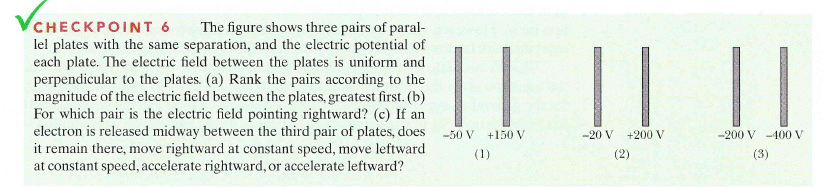 CHECKPOINT 6 The figure shows three pairs of paral-
lel plates with the same separation, and the electric potential of
each plate. The electric field between the plates is uniform and
perpendicular to the plates. (a) Rank the pairs according to the
magnitude of the electric field between the plates, greatest first. (b)
For which pair is the electric field pointing rightward? (c) If an
electron is released midway between the third pair of plates, does
it remain there, move rightward at constant speed, move leftward
at constant speed, accelerate rightward, or accelerate leftward?
–50 V +150 V –20 V +200 V –200 V –400 V
(1) (2) (3)